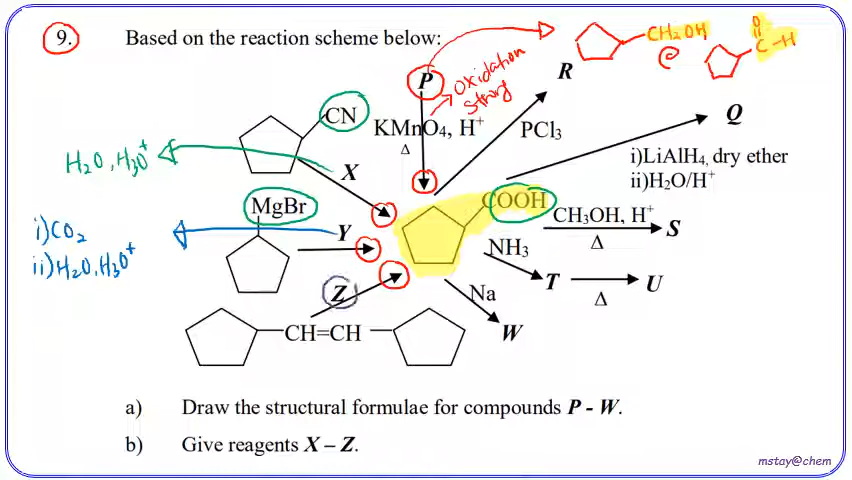 9. Based on the reaction scheme below:
CH2OH
O
C-H
P
Oxidation
strong
R
CN
KMnO4, H+
Δ
PCl3
Q
H2O, H3O+
X
i)LiAlH4, dry ether
ii)H2O/H+
MgBr
COOH
CH3OH, H+
Δ
S
i)CO2
ii)H2O, H3O+
Y
NH3
T
Δ
U
Z
Na
W
CH=CH
a) Draw the structural formulae for compounds P - W.
b) Give reagents X – Z.
mstay@chem